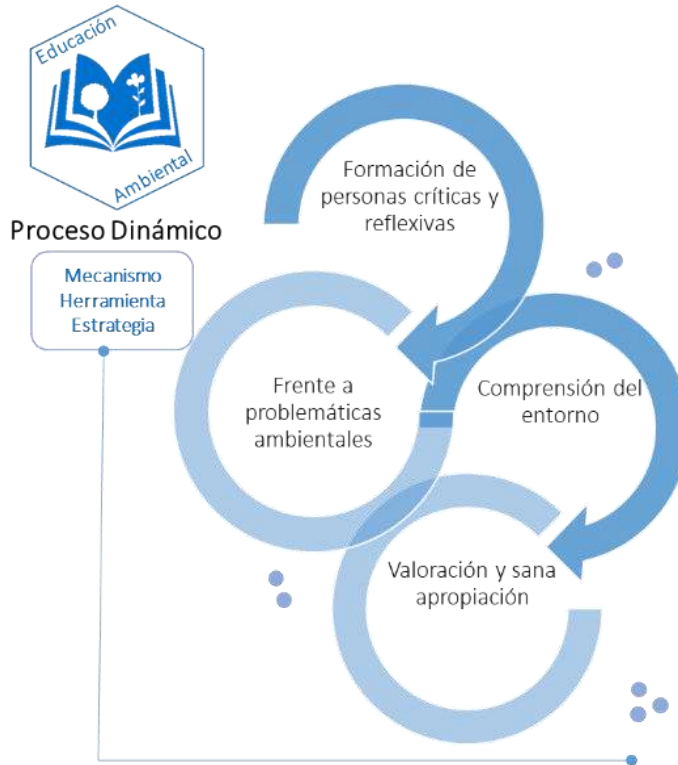 Educación
Ambiental
Proceso Dinámico
Mecanismo
Herramienta
Estrategia
Formación de
personas críticas y
reflexivas
Frente a
problemáticas
ambientales
Comprensión del
entorno
Valoración y sana
apropiación